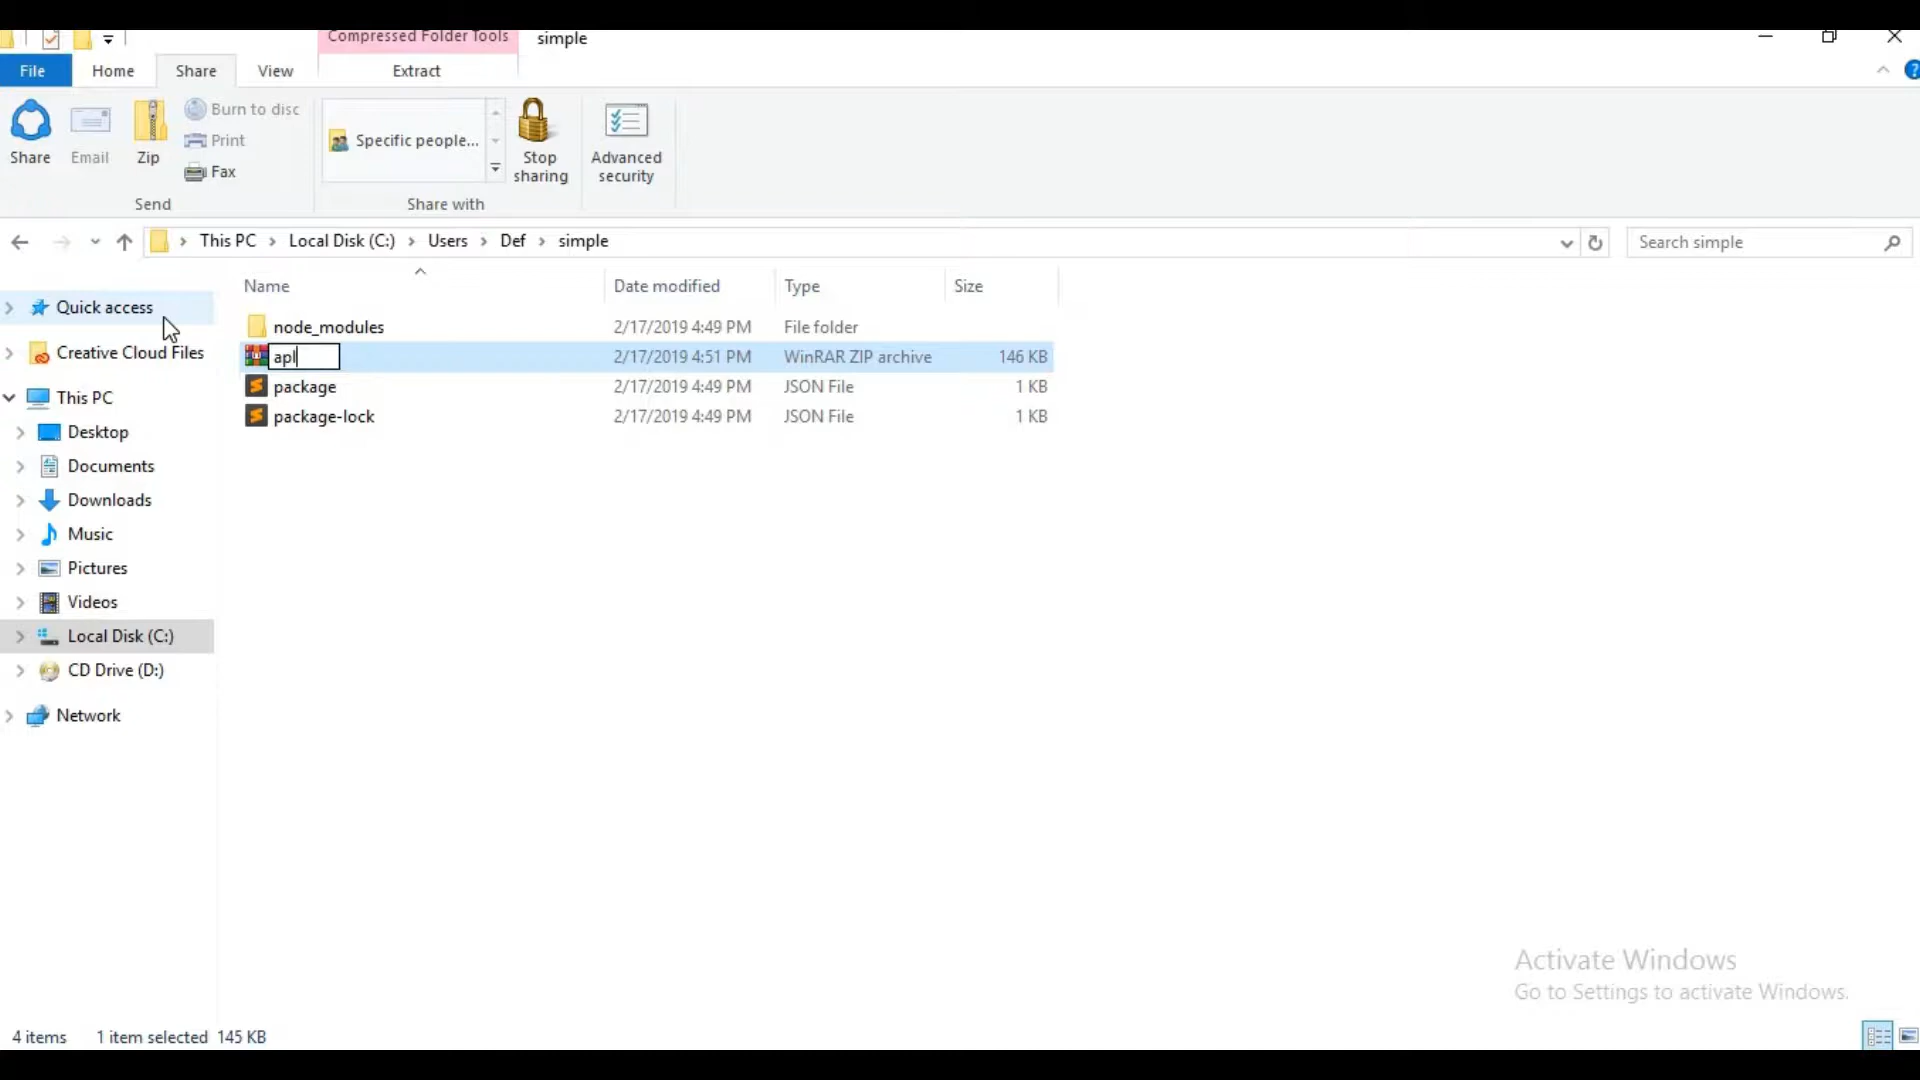 Compressed Folder Tools simple
File Home Share View Extract
Share Email Zip Burn to disc Print Fax Specific people... Stop sharing Advanced security
Send Share with
This PC Local Disk (C:) Users Def simple Search simple
Name Date modified Type Size
node_modules 2/17/2019 4:49 PM File folder
apl 2/17/2019 4:51 PM WinRAR ZIP archive 146 KB
package 2/17/2019 4:49 PM JSON File 1 KB
package-lock 2/17/2019 4:49 PM JSON File 1 KB
Quick access
Creative Cloud Files
This PC
Desktop
Documents
Downloads
Music
Pictures
Videos
Local Disk (C:)
CD Drive (D:)
Network
Activate Windows
Go to Settings to activate Windows.
4 items 1 item selected 145 KB